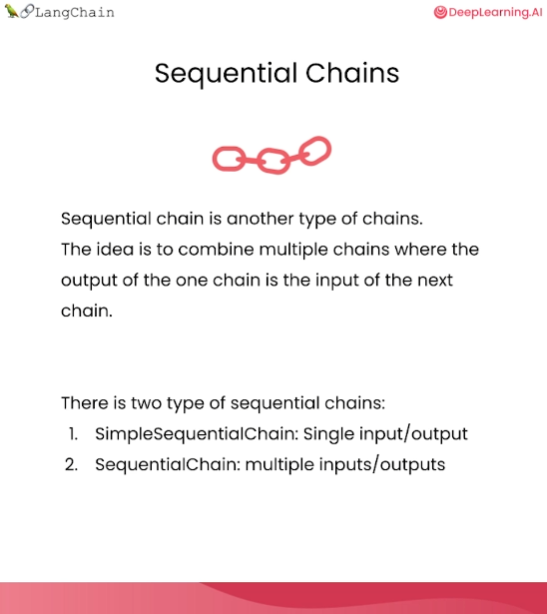 LangChain
DeepLearning.AI
Sequential Chains
Sequential chain is another type of chains.
The idea is to combine multiple chains where the
output of the one chain is the input of the next
chain.
There is two type of sequential chains:
1. SimpleSequentialChain: Single input/output
2. SequentialChain: multiple inputs/outputs